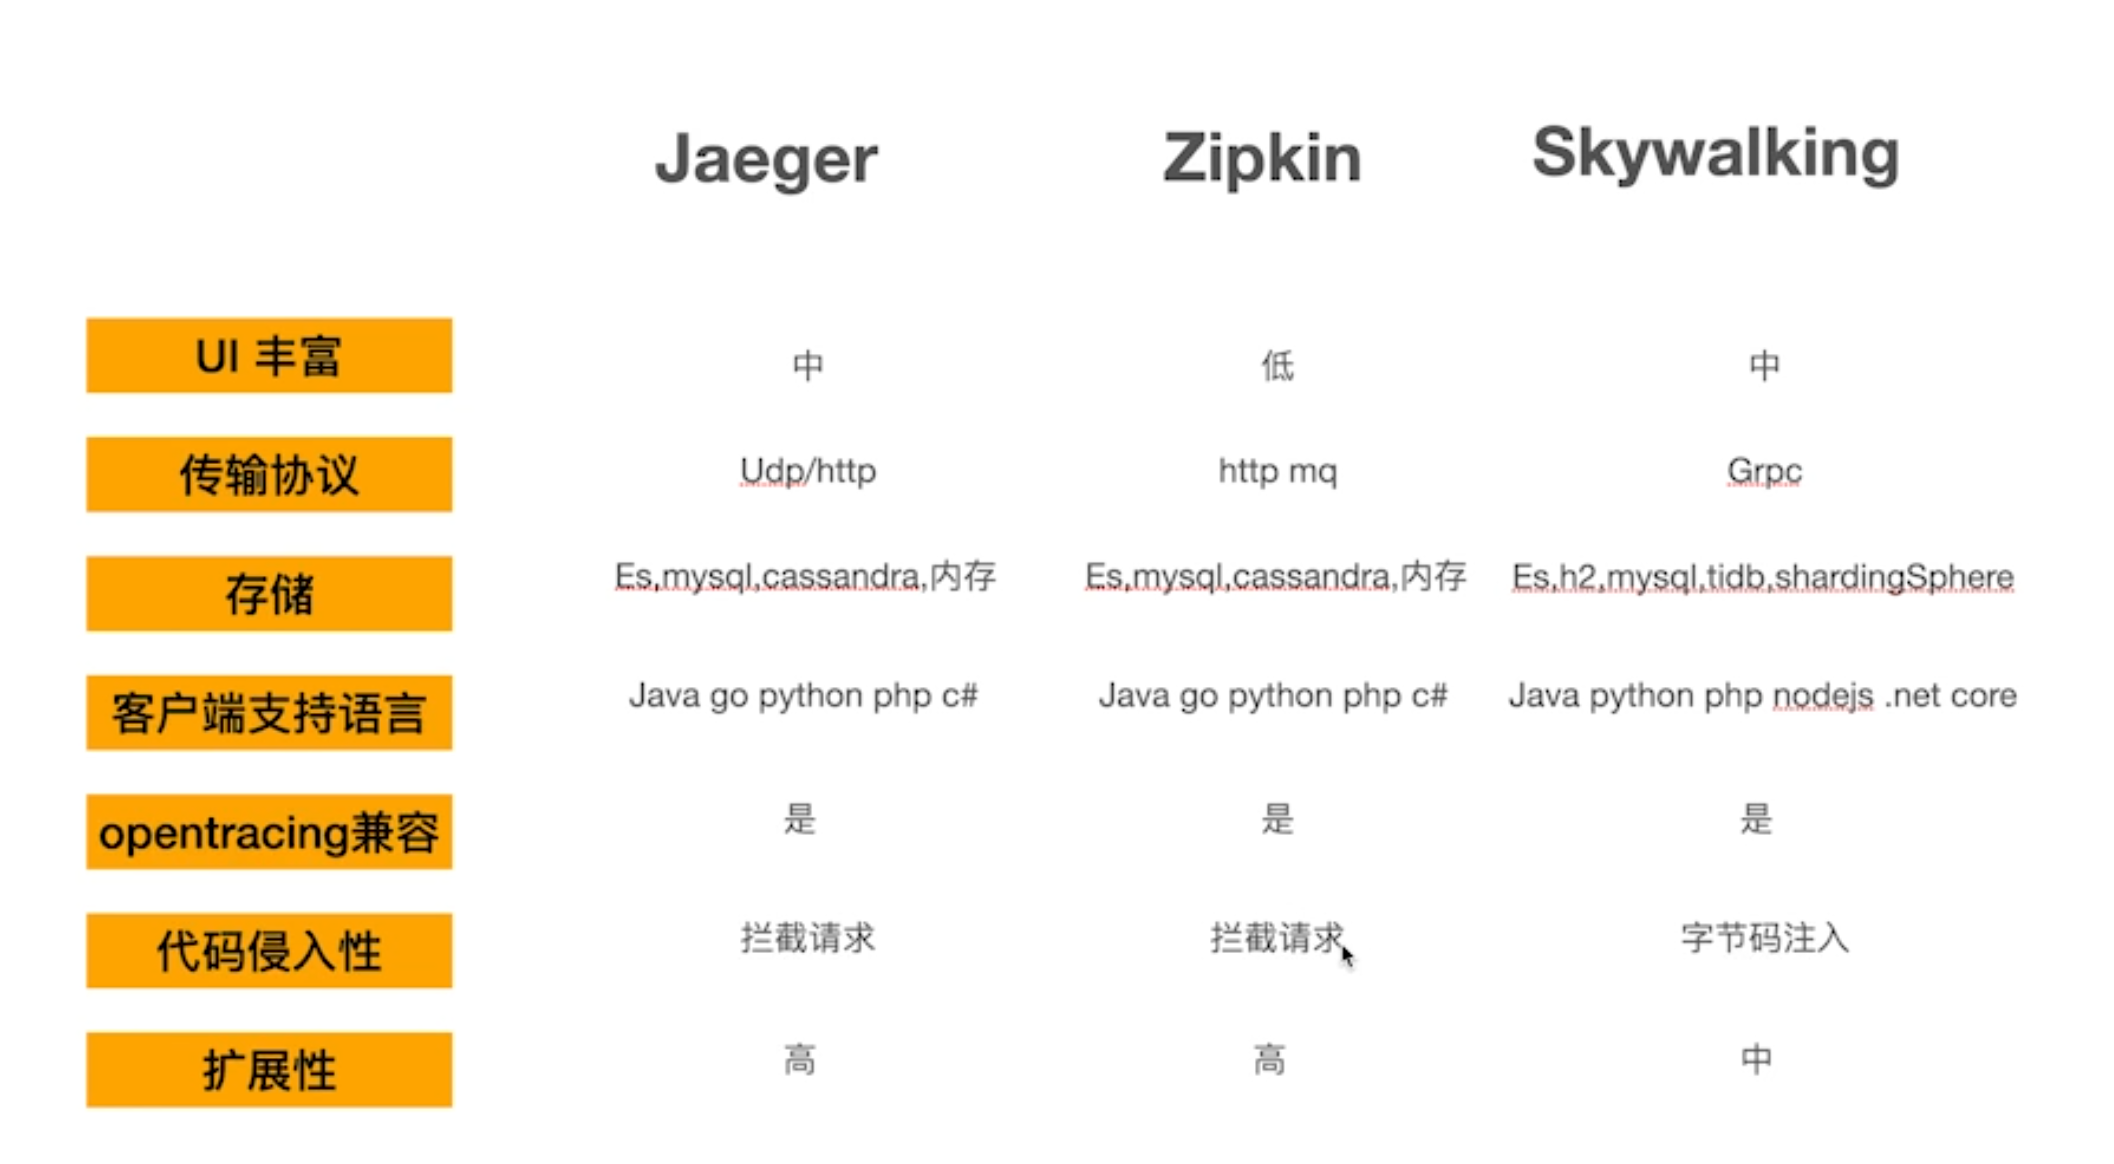 Jaeger Zipkin Skywalking
UI 丰富 中 低 中
传输协议 Udp/http http mq Grpc
存储 Es,mysql,cassandra,内存 Es,mysql,cassandra,内存 Es,h2,mysql,tidb,shardingSphere
客户端支持语言 Java go python php c# Java go python php c# Java python php nodejs .net core
opentracing兼容 是 是 是
代码侵入性 拦截请求 拦截请求 字节码注入
扩展性 高 高 中